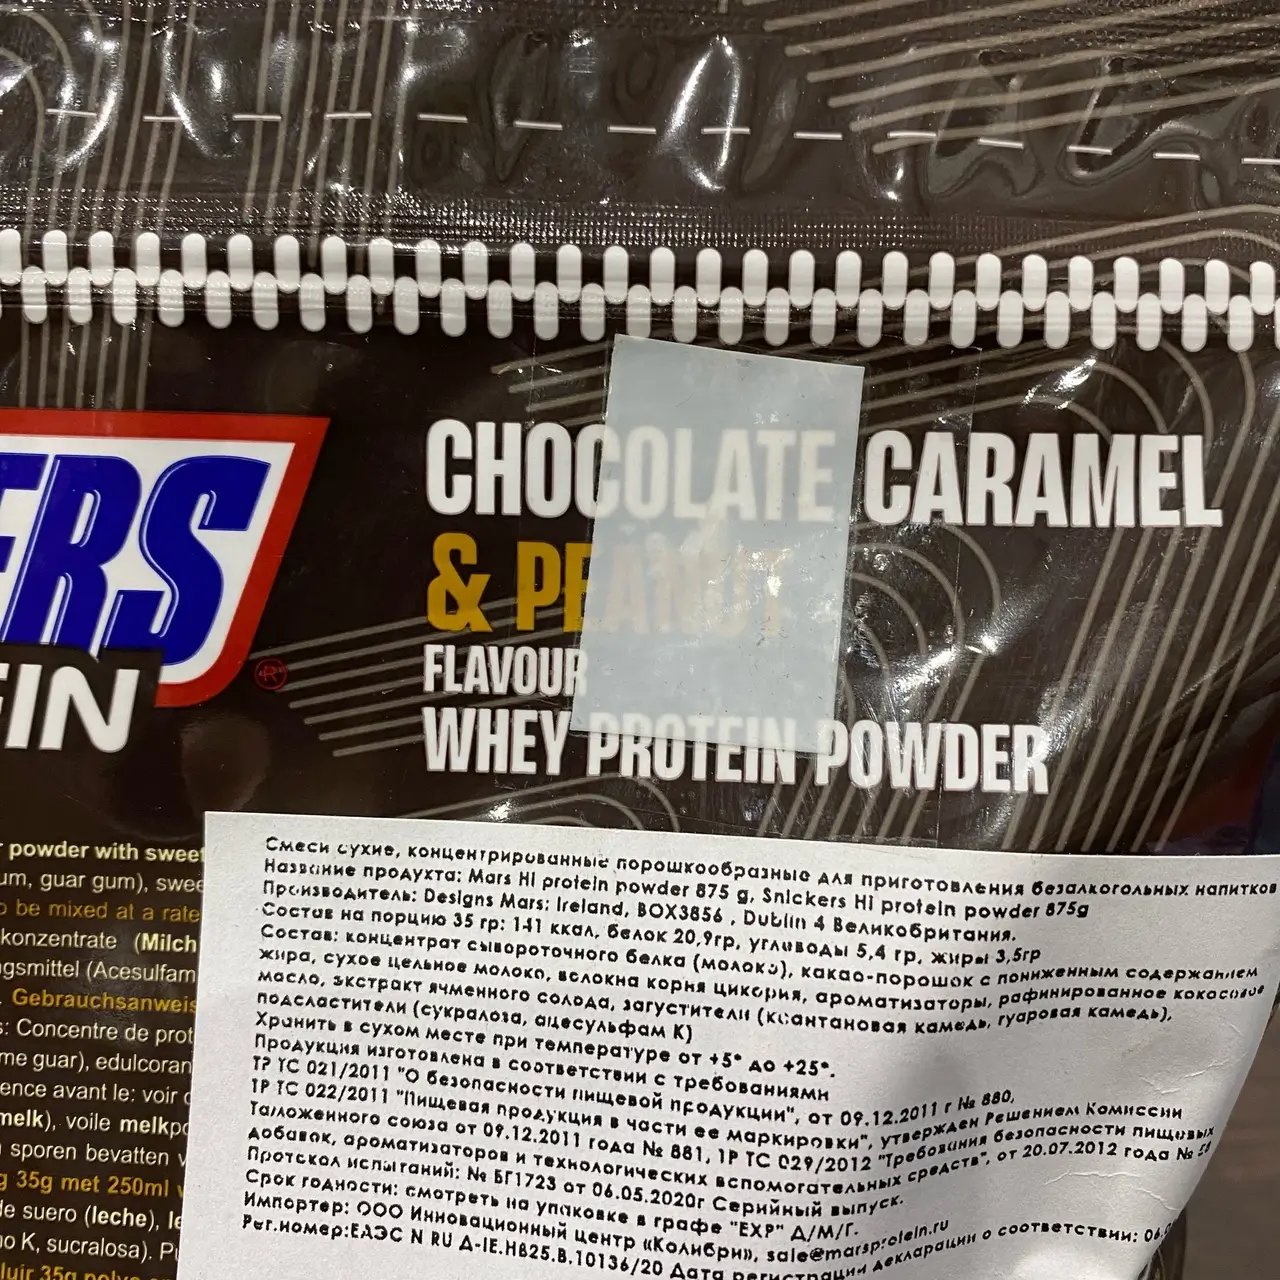 ERS
EIN
®
CHOCOLATE CARAMEL
& PEANUT
FLAVOUR
WHEY PROTEIN POWDER
powder with sweet
um, guar gum), swee
o be mixed at a rate
konzentrate (Milch
ngsmittel (Acesulfam
Gebrauchsanweis
s: Concentre de prot
me guar), edulcoran
ence avant le: voir
melk), voile melkpo
sporen bevatten v
g 35g met 250ml
de suero (leche), le
no K, sucralosa). Pu
luir 35g polvo
Смеси сухие, концентрированные порошкообразные для приготовления безалкогольных напитков
Название продукта: Mars HI protein powder 875 g, Snickers HI protein powder 875g
Производитель: Designs Mars: Ireland, BOX3856 , Dublin 4 Великобритания.
Состав на порцию 35 гр: 141 ккал, белок 20,9гр, углеводы 5,4 гр, жиры 3,5гр
Состав: концентрат сывороточного белка (молоко), какао-порошок с пониженным содержанием
жира, сухое цельное молоко, волокна корня цикория, ароматизаторы, рафинированное кокосовое
масло, экстракт ячменного солода, загустители (ксантановая камедь, гуаровая камедь),
подсластители (сукралоза, ацесульфам К)
Хранить в сухом месте при температуре от +5° до +25°.
Продукция изготовлена в соответствии с требованиями
ТР ТС 021/2011 "О безопасности пищевой продукции", от 09.12.2011 г № 880,
ТР ТС 022/2011 "Пищевая продукция в части ее маркировки", утвержден Решением Комиссии
Таможенного союза от 09.12.2011 года № 881, ТР ТС 029/2012 "Требования безопасности пищевых
добавок, ароматизаторов и технологических вспомогательных средств", от 20.07.2012 года № 58
Протокол испытаний: № БГ1723 от 06.05.2020г Серийный выпуск.
Срок годности: смотреть на упаковке в графе "EXP" Д/М/Г.
Импортер: ООО Инновационный центр «Колибри», sale@marsprotein.ru
Рег.номер:ЕАЭС N RU Д-IE.НВ25.В.10136/20 Дата регистрации декларации о соответствии: 06.